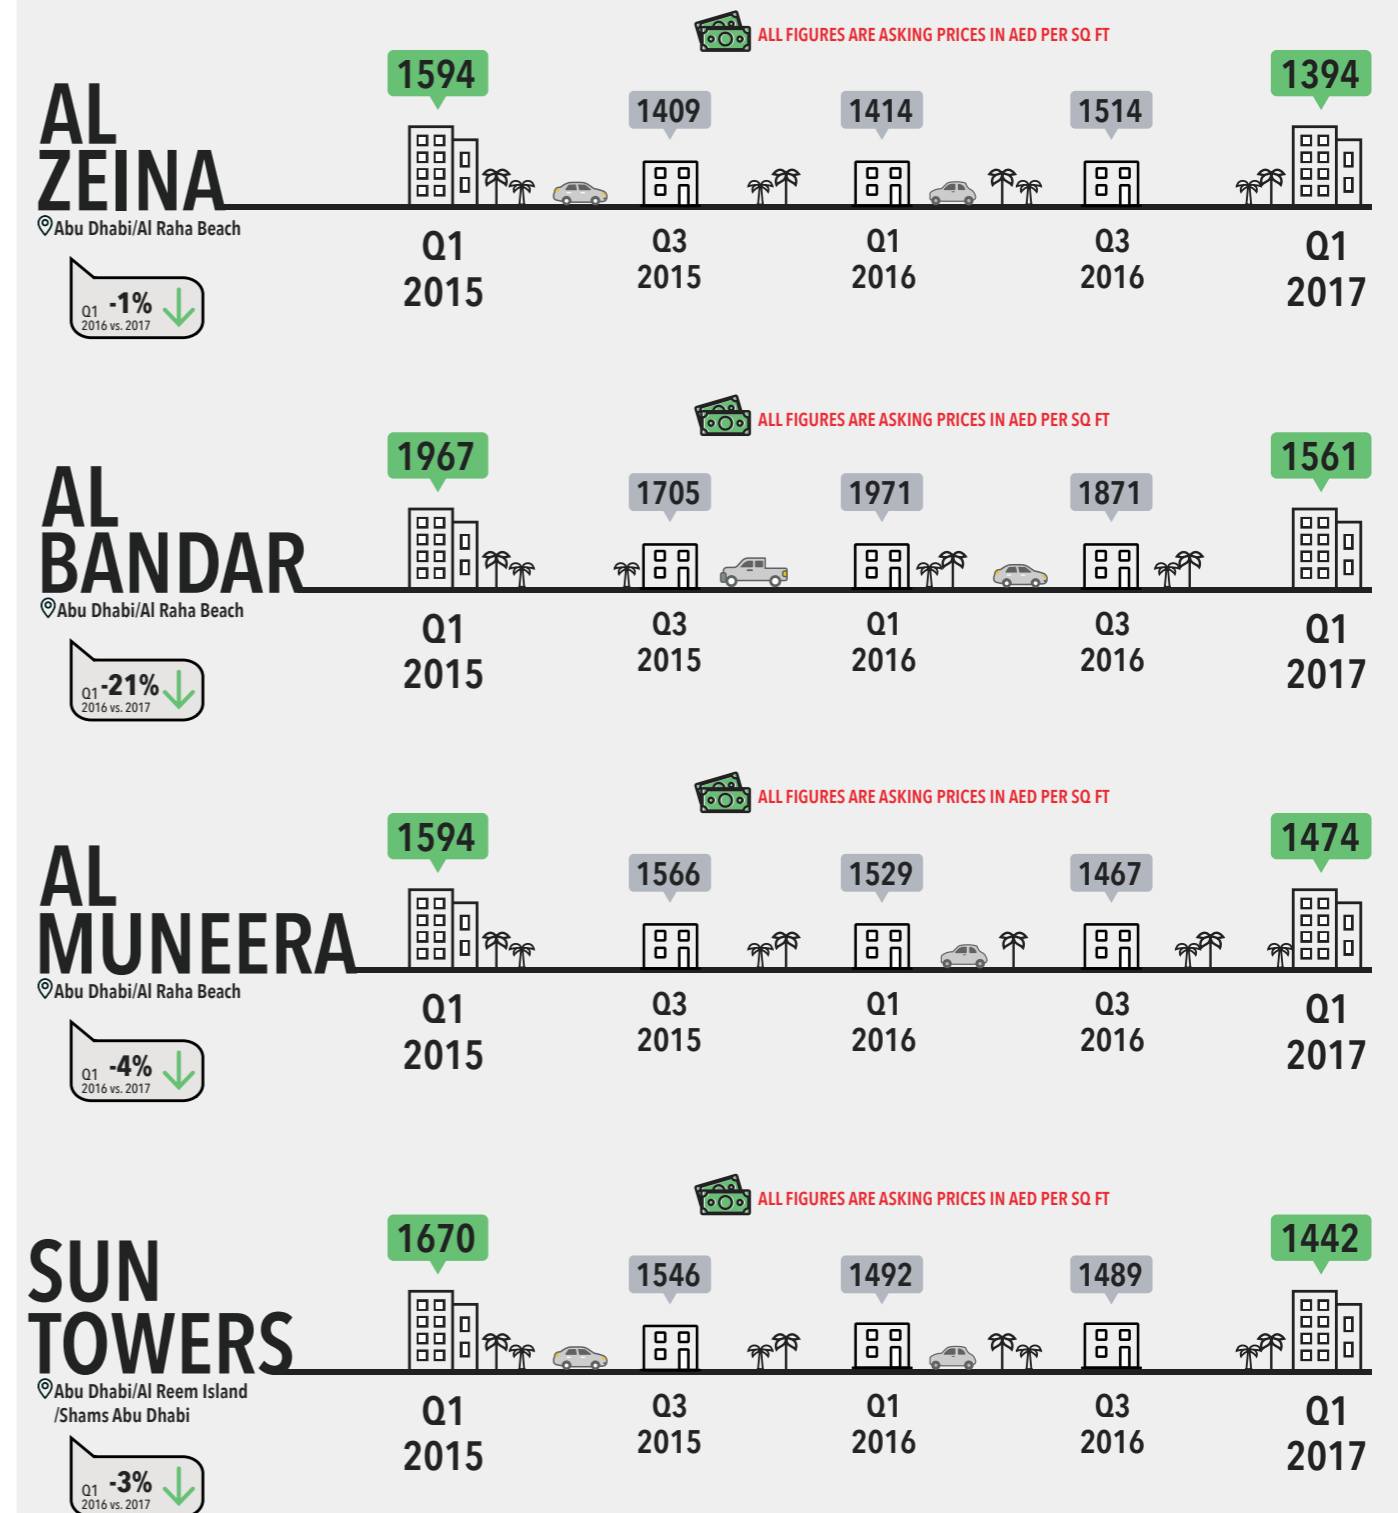 ALL FIGURES ARE ASKING PRICES IN AED PER SQ FT
AL
ZEINA
Abu Dhabi/Al Raha Beach
1594
1409
1414
1514
1394
Q1
2015
Q3
2015
Q1
2016
Q3
2016
Q1
2017
Q1 -1%
2016 vs. 2017
ALL FIGURES ARE ASKING PRICES IN AED PER SQ FT
AL
BANDAR
Abu Dhabi/Al Raha Beach
1967
1705
1971
1871
1561
Q1
2015
Q3
2015
Q1
2016
Q3
2016
Q1
2017
Q1 -21%
2016 vs. 2017
ALL FIGURES ARE ASKING PRICES IN AED PER SQ FT
AL
MUNEERA
Abu Dhabi/Al Raha Beach
1594
1566
1529
1467
1474
Q1
2015
Q3
2015
Q1
2016
Q3
2016
Q1
2017
Q1 -4%
2016 vs. 2017
ALL FIGURES ARE ASKING PRICES IN AED PER SQ FT
SUN
TOWERS
Abu Dhabi/Al Reem Island
/Shams Abu Dhabi
1670
1546
1492
1489
1442
Q1
2015
Q3
2015
Q1
2016
Q3
2016
Q1
2017
Q1 -3%
2016 vs. 2017